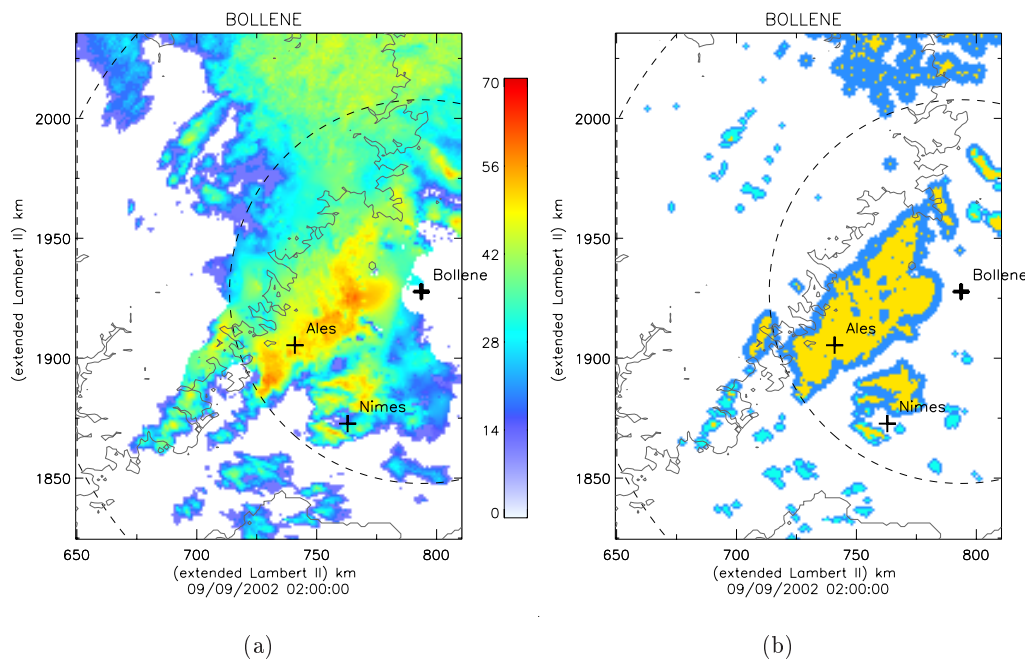 BOLLENE
BOLLENE
(extended Lambert II) km
2000
1950
1900
1850
Bollene
Ales
Nimes
650
700
750
800
(extended Lambert II) km
09/09/2002 02:00:00
70
56
42
28
14
0
(extended Lambert II) km
2000
1950
1900
1850
Bollene
Ales
Nimes
650
700
750
800
(extended Lambert II) km
09/09/2002 02:00:00
(a)
(b)